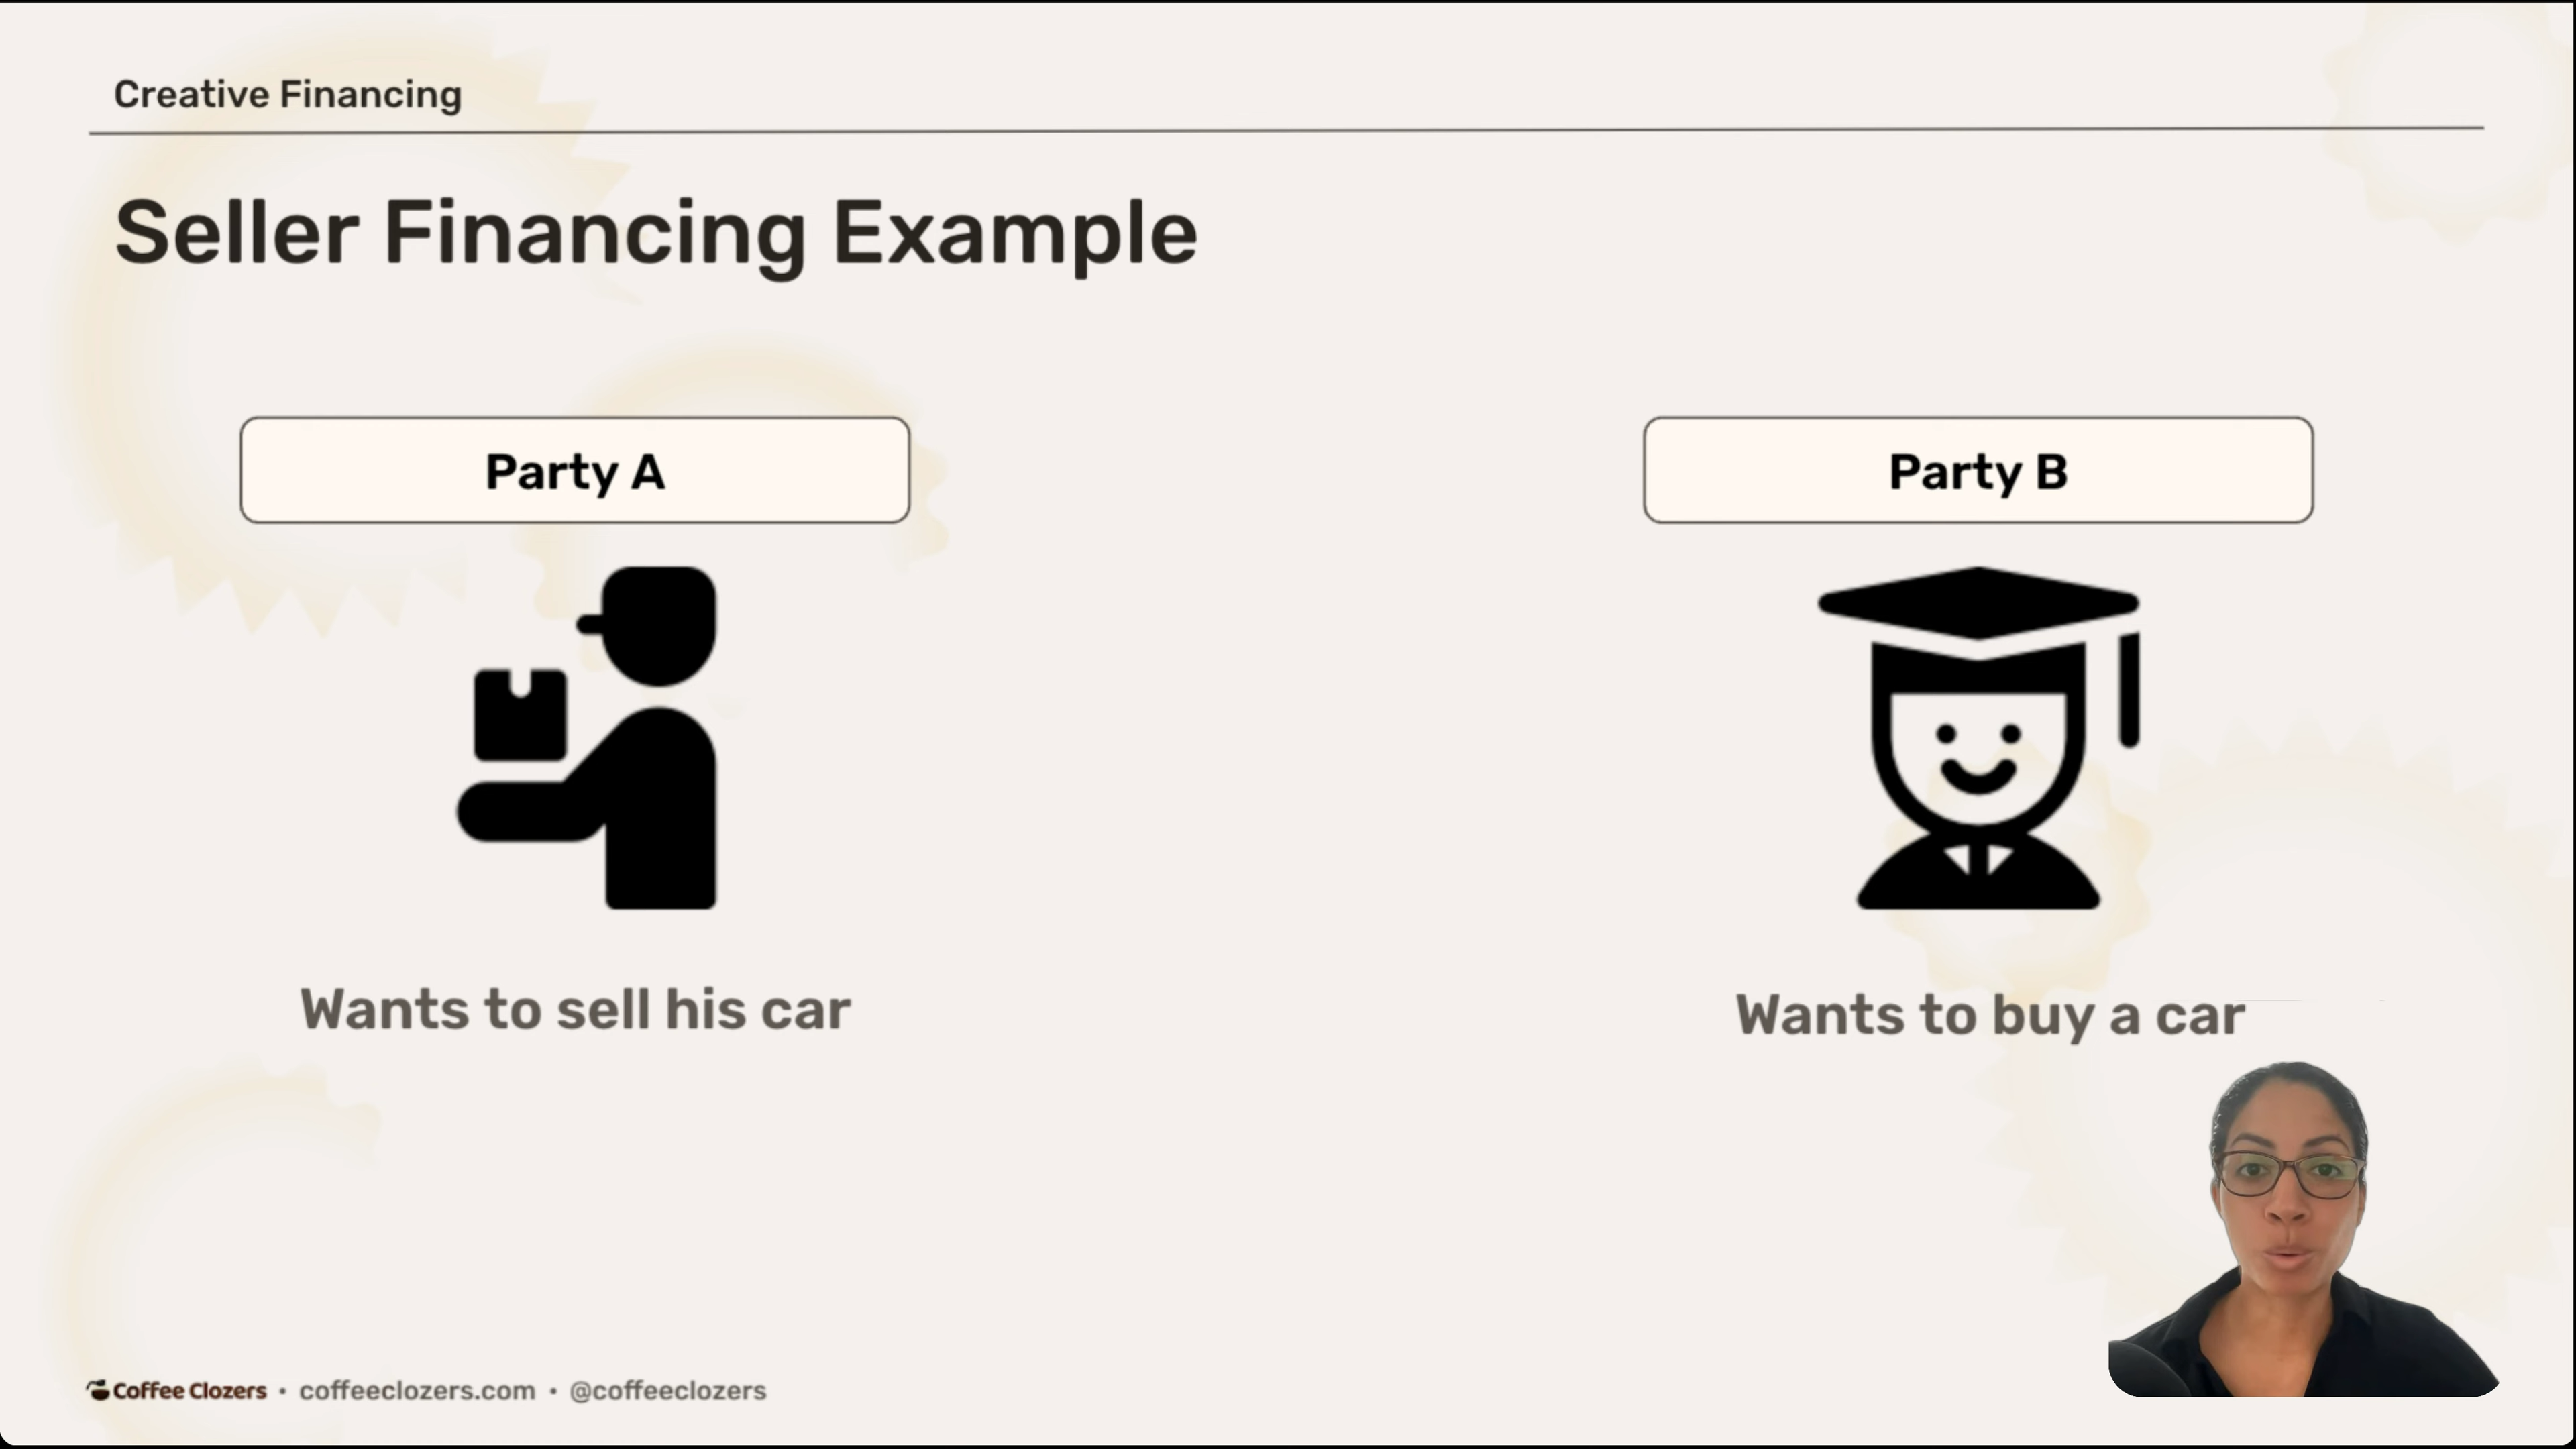 Creative Financing
Seller Financing Example
Party A
Party B
Wants to sell his car
Wants to buy a car
Coffee Clozers • coffeeclozers.com • @coffeeclozers